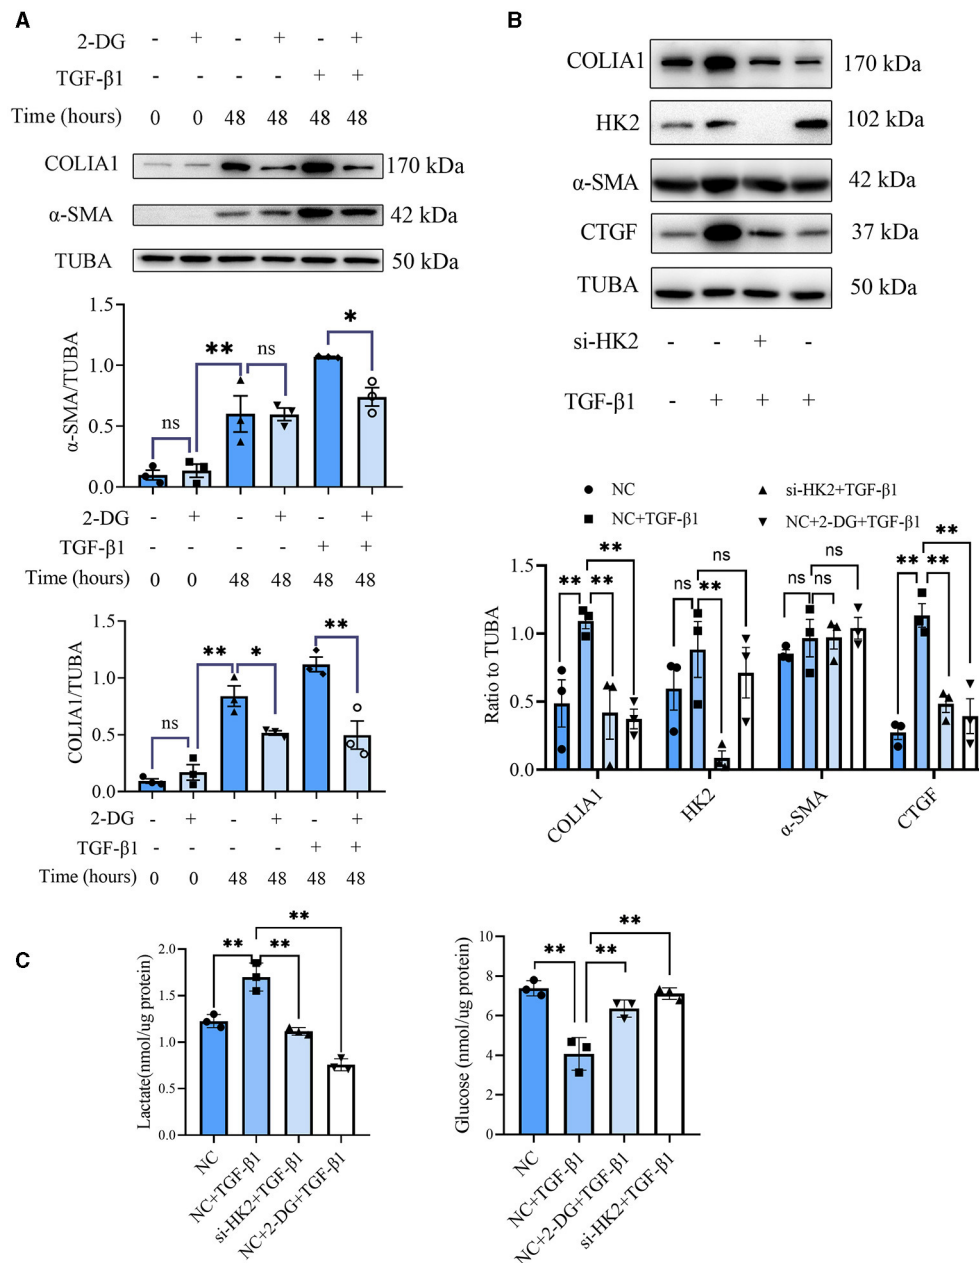 A
2-DG - + - + - +
TGF-β1 - - - - + +
Time (hours) 0 0 48 48 48 48
COLIA1 170 kDa
α-SMA 42 kDa
TUBA 50 kDa
α-SMA/TUBA
1.5
1.0
0.5
0.0
ns
**
ns
*
2-DG - + - + - +
TGF-β1 - - - - + +
Time (hours) 0 0 48 48 48 48
COLIA1/TUBA
1.5
1.0
0.5
0.0
ns
**
*
**
2-DG - + - + - +
TGF-β1 - - - - + +
Time (hours) 0 0 48 48 48 48
B
COLIA1 170 kDa
HK2 102 kDa
α-SMA 42 kDa
CTGF 37 kDa
TUBA 50 kDa
si-HK2 - - + -
TGF-β1 - + + +
NC
NC+TGF-β1
si-HK2+TGF-β1
NC+2-DG+TGF-β1
Ratio to TUBA
1.5
1.0
0.5
0.0
** ** **
ns ** ns
ns ns ns
** ** **
COLIA1
HK2
α-SMA
CTGF
C
Lactate(nmol/ug protein)
2.0
1.5
1.0
0.5
0.0
** ** **
NC
NC+TGF-β1
si-HK2+TGF-β1
NC+2-DG+TGF-β1
Glucose (nmol/ug protein)
10
8
6
4
2
0
** ** **
NC
NC+TGF-β1
NC+2-DG+TGF-β1
si-HK2+TGF-β1